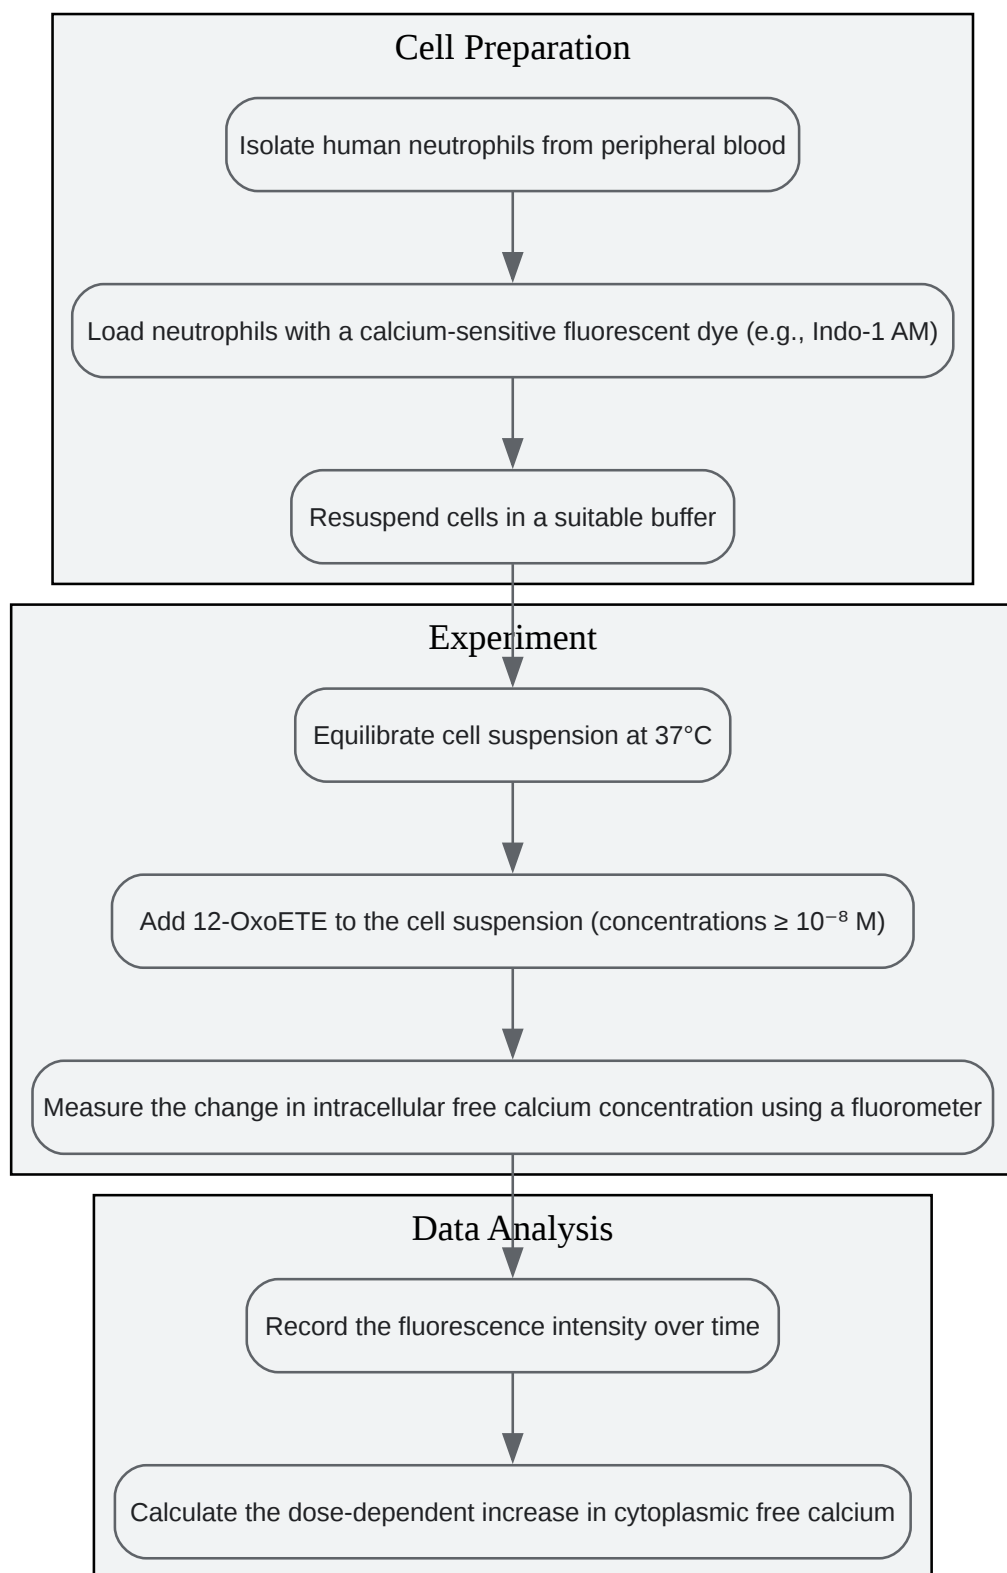 Cell Preparation
Isolate human neutrophils from peripheral blood
Load neutrophils with a calcium-sensitive fluorescent dye (e.g., Indo-1 AM)
Resuspend cells in a suitable buffer
Experiment
Equilibrate cell suspension at 37°C
Add 12-OxoETE to the cell suspension (concentrations ≥ 10⁻⁸ M)
Measure the change in intracellular free calcium concentration using a fluorometer
Data Analysis
Record the fluorescence intensity over time
Calculate the dose-dependent increase in cytoplasmic free calcium